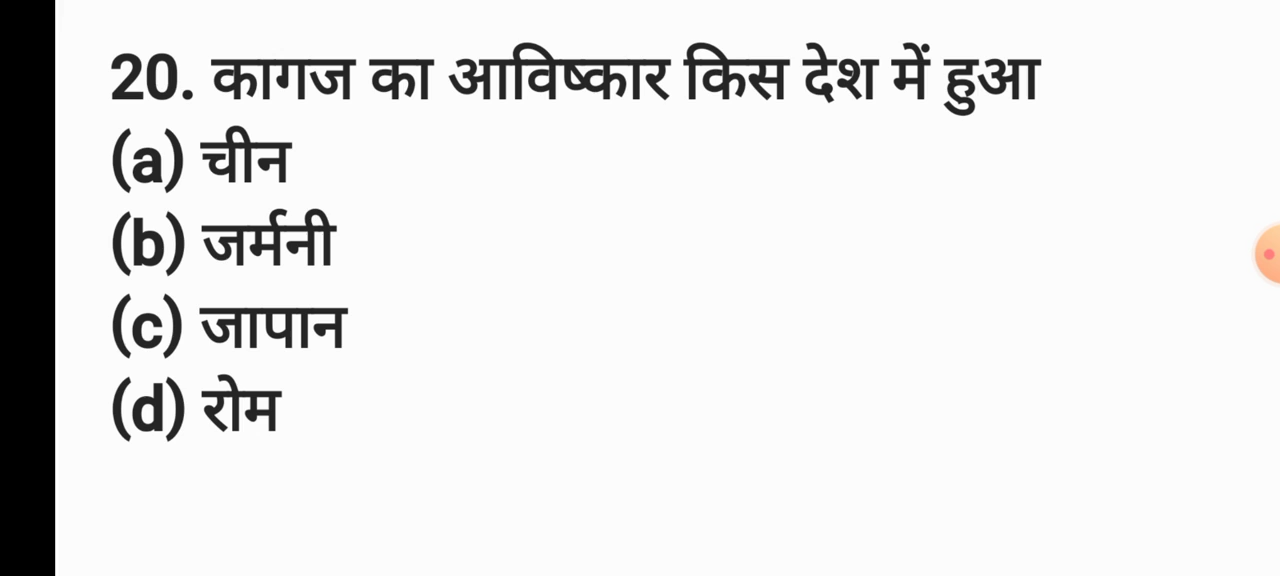 20. कागज का आविष्कार किस देश में हुआ
(a) चीन
(b) जर्मनी
(c) जापान
(d) रोम